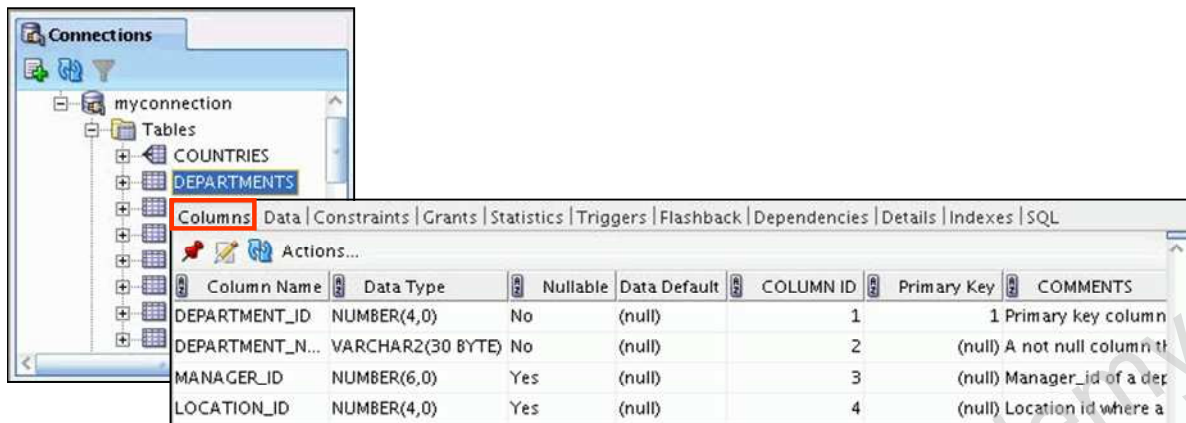 Connections
myconnection
Tables
COUNTRIES
DEPARTMENTS
Columns Data | Constraints | Grants | Statistics | Triggers | Flashback | Dependencies | Details | Indexes | SQL
Actions...
Column Name Data Type Nullable Data Default COLUMN ID Primary Key COMMENTS
DEPARTMENT_ID NUMBER(4,0) No (null) 1 1 Primary key column
DEPARTMENT_N... VARCHAR2(30 BYTE) No (null) 2 (null) A not null column th
MANAGER_ID NUMBER(6,0) Yes (null) 3 (null) Manager_id of a dep
LOCATION_ID NUMBER(4,0) Yes (null) 4 (null) Location id where a